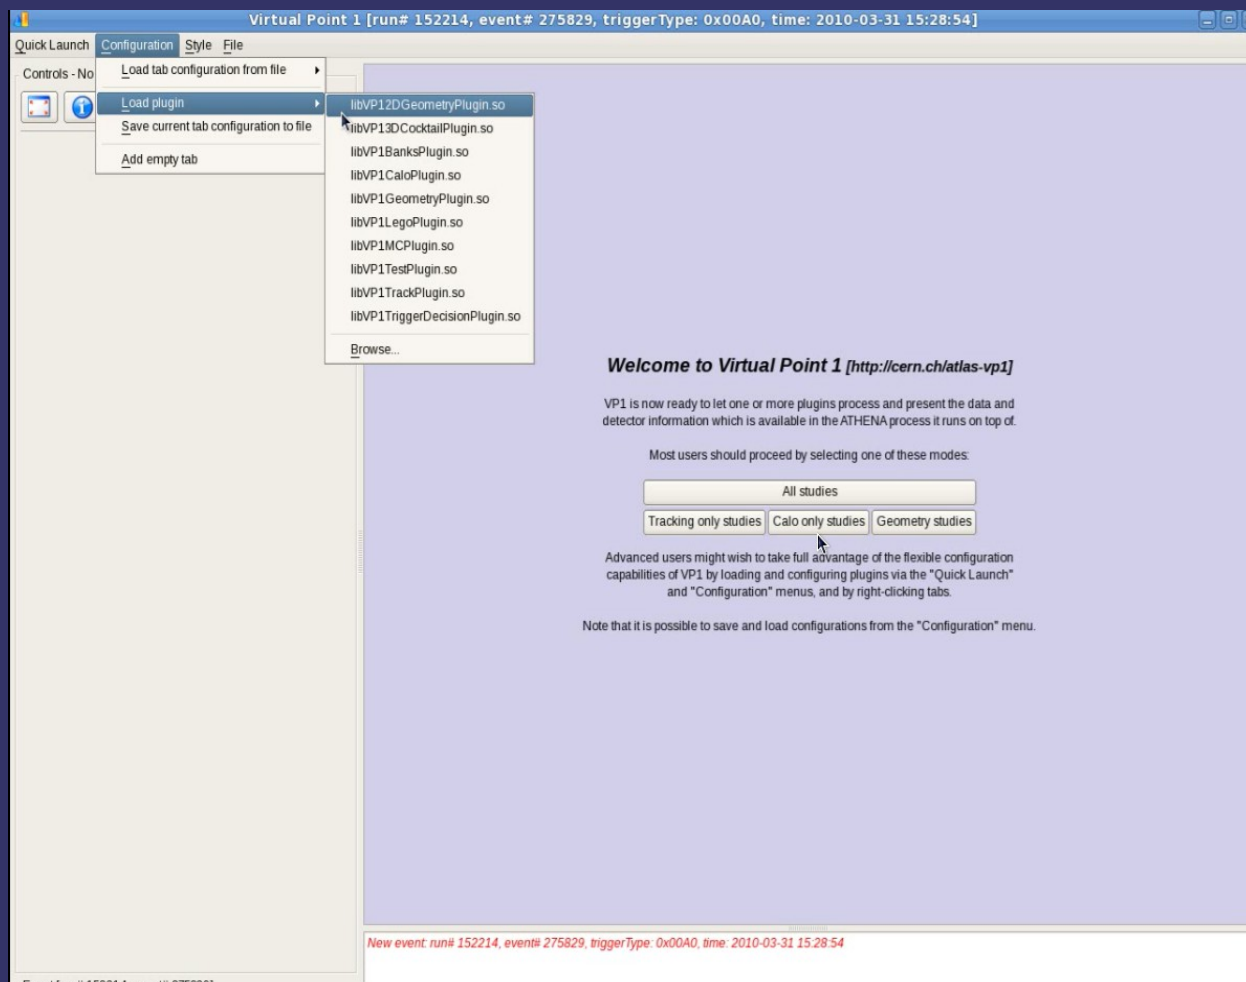 Virtual Point 1 [run# 152214, event# 275829, triggerType: 0x00A0, time: 2010-03-31 15:28:54]
Quick Launch Configuration Style File
Controls - No
Load tab configuration from file
Load plugin
Save current tab configuration to file
Add empty tab
libVP12DGeometryPlugin.so
libVP13DCocktailPlugin.so
libVP1BanksPlugin.so
libVP1CaloPlugin.so
libVP1GeometryPlugin.so
libVP1LegoPlugin.so
libVP1MCPlugin.so
libVP1TestPlugin.so
libVP1TrackPlugin.so
libVP1TriggerDecisionPlugin.so
Browse...
Welcome to Virtual Point 1 [http://cern.ch/atlas-vp1]
VP1 is now ready to let one or more plugins process and present the data and
detector information which is available in the ATHENA process it runs on top of.
Most users should proceed by selecting one of these modes:
All studies
Tracking only studies Calo only studies Geometry studies
Advanced users might wish to take full advantage of the flexible configuration
capabilities of VP1 by loading and configuring plugins via the "Quick Launch"
and "Configuration" menus, and by right-clicking tabs.
Note that it is possible to save and load configurations from the "Configuration" menu.
New event: run# 152214, event# 275829, triggerType: 0x00A0, time: 2010-03-31 15:28:54